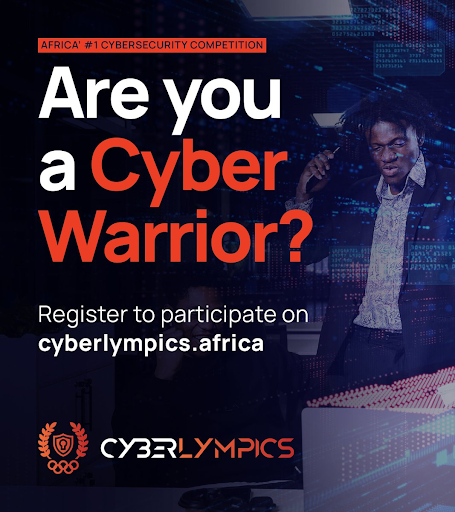 AFRICA' #1 CYBERSECURITY COMPETITION
Are you
a Cyber
Warrior?
Register to participate on
cyberlympics.africa
CYBERLYMPICS